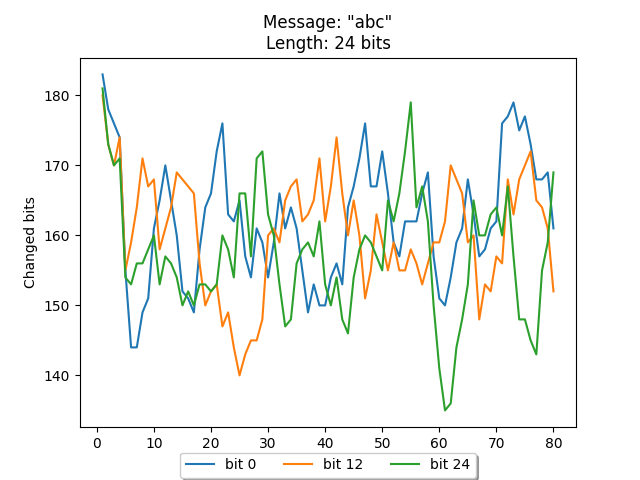 Message: "abc"
Length: 24 bits
Changed bits
180
170
160
150
140
0 10 20 30 40 50 60 70 80
bit 0 bit 12 bit 24